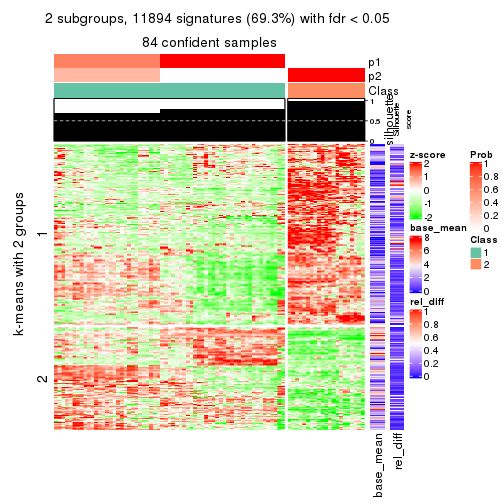 2 subgroups, 11894 signatures (69.3%) with fdr < 0.05
84 confident samples
p1
p2
Class
silhouette
Silhouette
score
1
0.5
0
k-means with 2 groups
1
2
base_mean
rel_diff
z-score
2
1
0
-1
-2
base_mean
8
6
4
2
0
rel_diff
1
0.8
0.6
0.4
0.2
0
Prob
1
0.8
0.6
0.4
0.2
0
Class
1
2